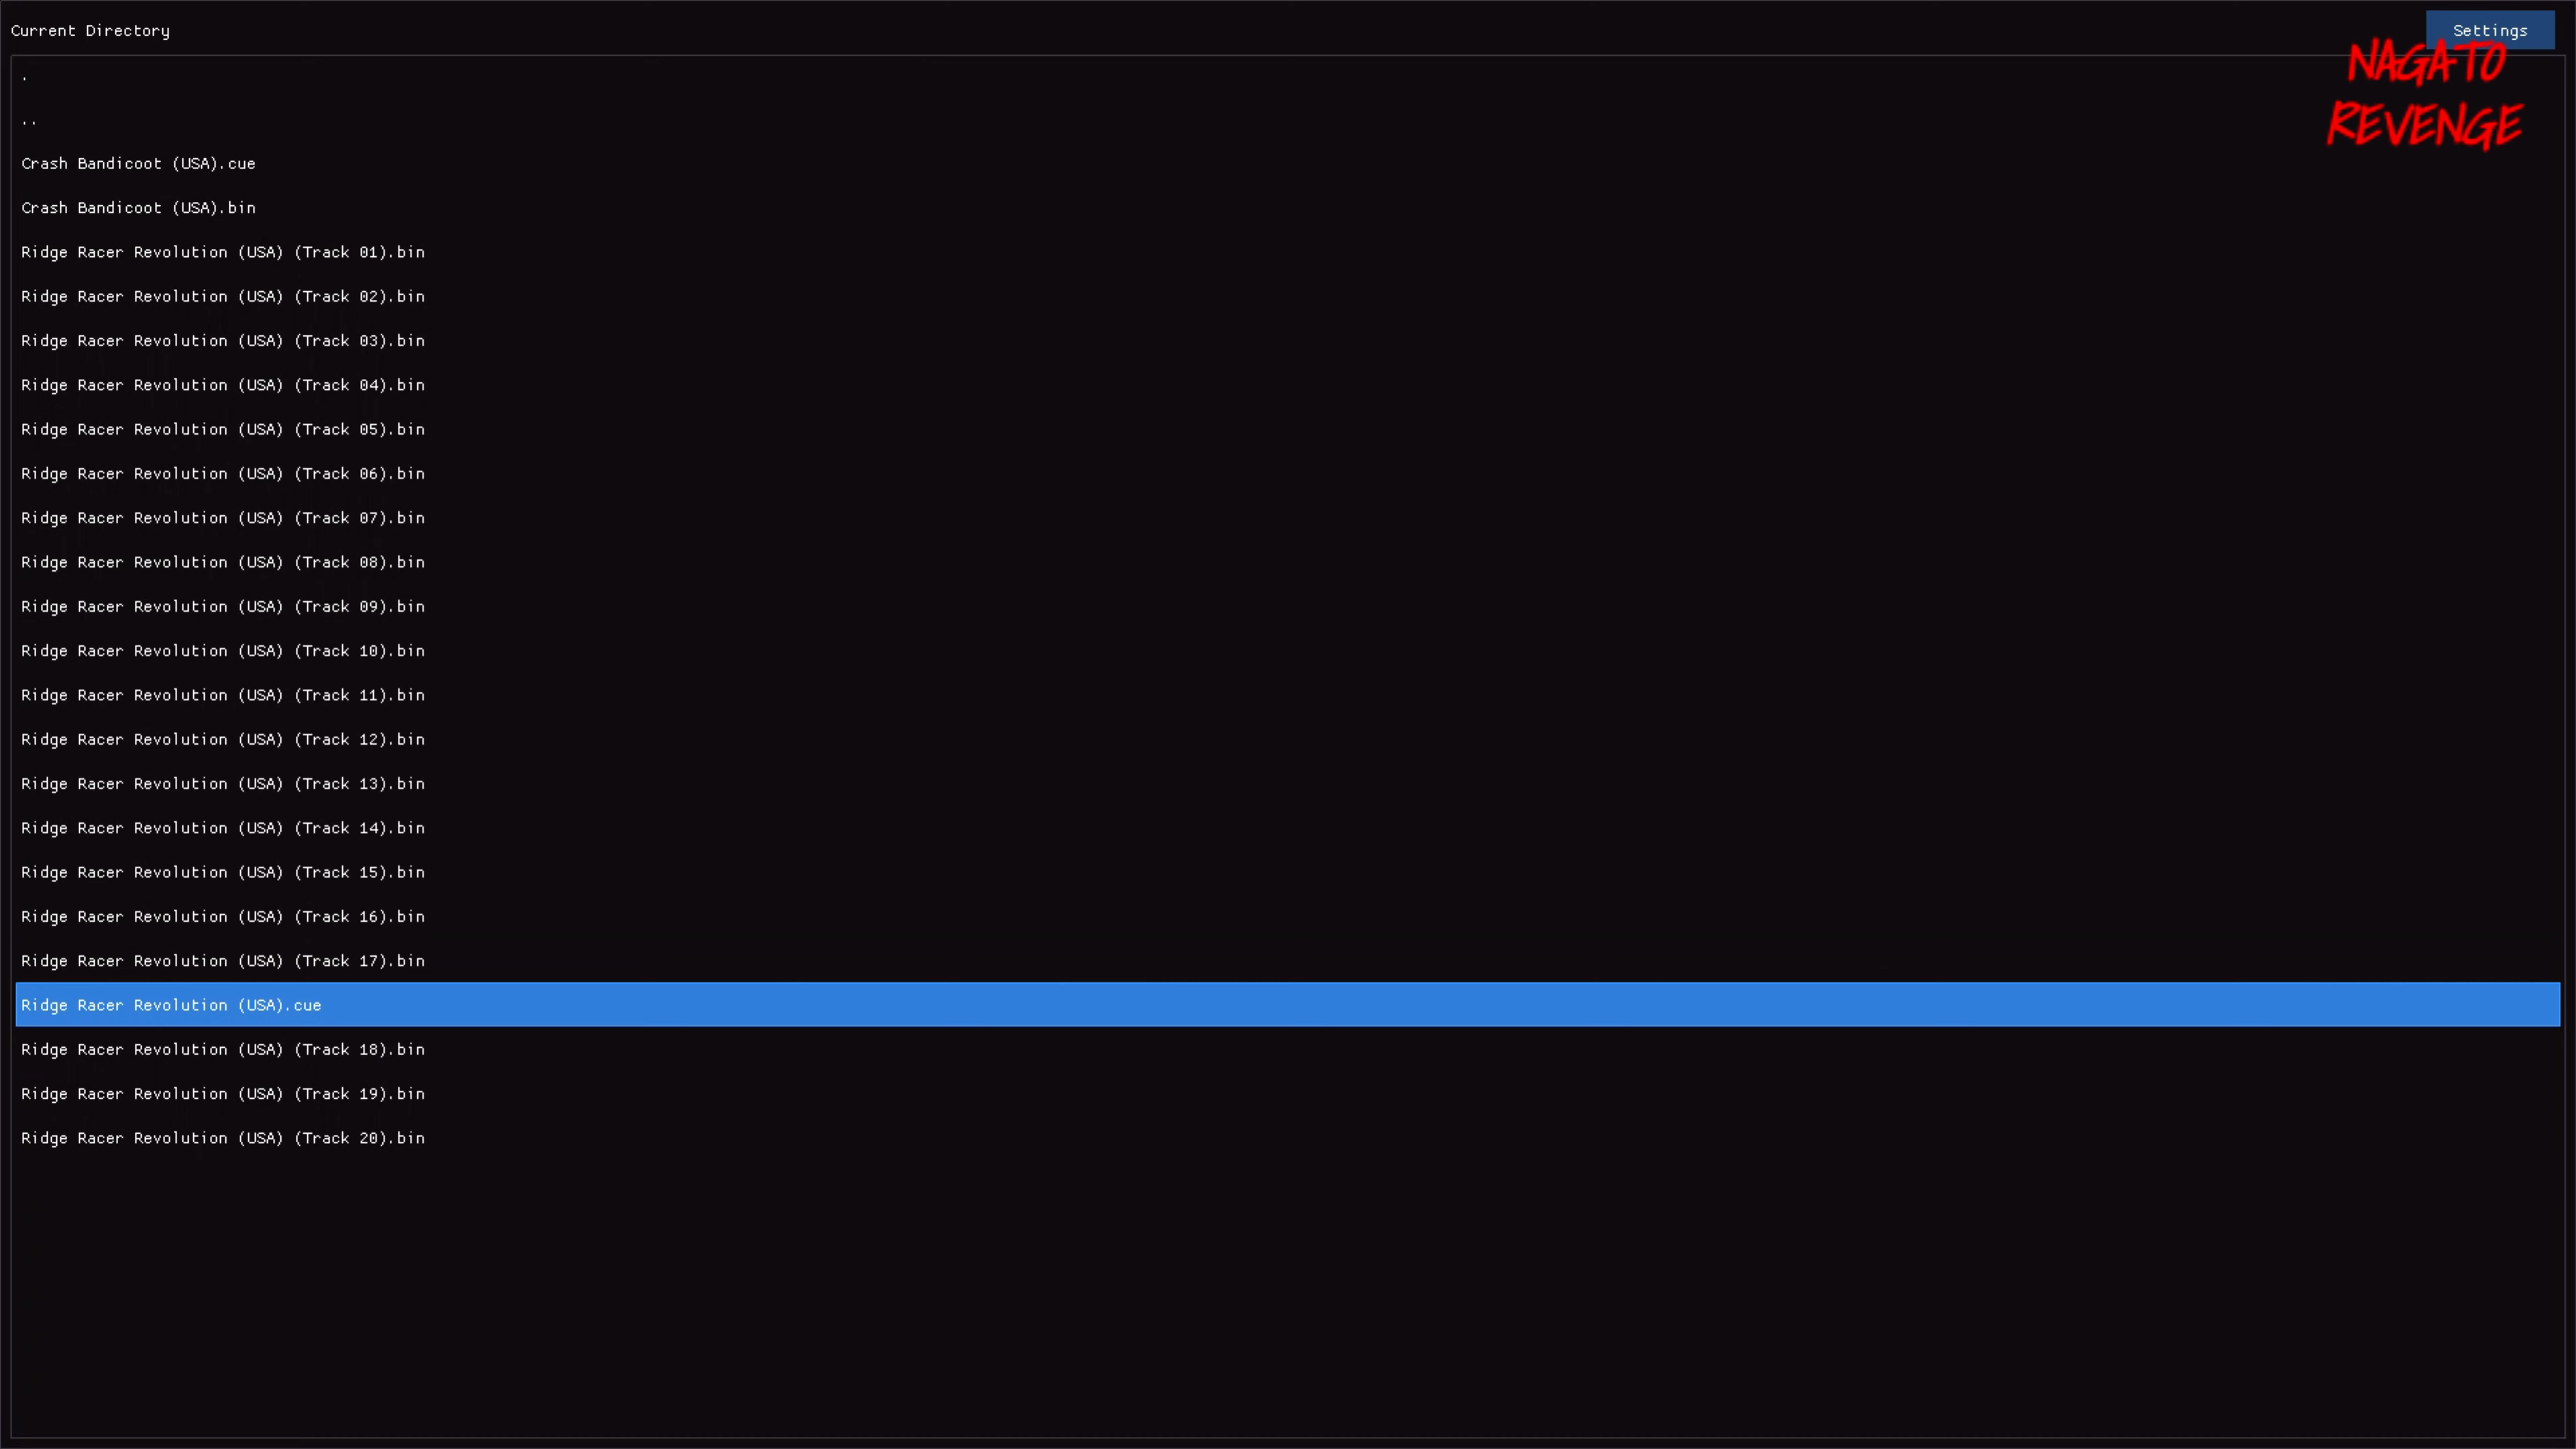 Current Directory
Settings
NAGATO
REVENGE
.
..
Crash Bandicoot (USA).cue
Crash Bandicoot (USA).bin
Ridge Racer Revolution (USA) (Track 01).bin
Ridge Racer Revolution (USA) (Track 02).bin
Ridge Racer Revolution (USA) (Track 03).bin
Ridge Racer Revolution (USA) (Track 04).bin
Ridge Racer Revolution (USA) (Track 05).bin
Ridge Racer Revolution (USA) (Track 06).bin
Ridge Racer Revolution (USA) (Track 07).bin
Ridge Racer Revolution (USA) (Track 08).bin
Ridge Racer Revolution (USA) (Track 09).bin
Ridge Racer Revolution (USA) (Track 10).bin
Ridge Racer Revolution (USA) (Track 11).bin
Ridge Racer Revolution (USA) (Track 12).bin
Ridge Racer Revolution (USA) (Track 13).bin
Ridge Racer Revolution (USA) (Track 14).bin
Ridge Racer Revolution (USA) (Track 15).bin
Ridge Racer Revolution (USA) (Track 16).bin
Ridge Racer Revolution (USA) (Track 17).bin
Ridge Racer Revolution (USA).cue
Ridge Racer Revolution (USA) (Track 18).bin
Ridge Racer Revolution (USA) (Track 19).bin
Ridge Racer Revolution (USA) (Track 20).bin